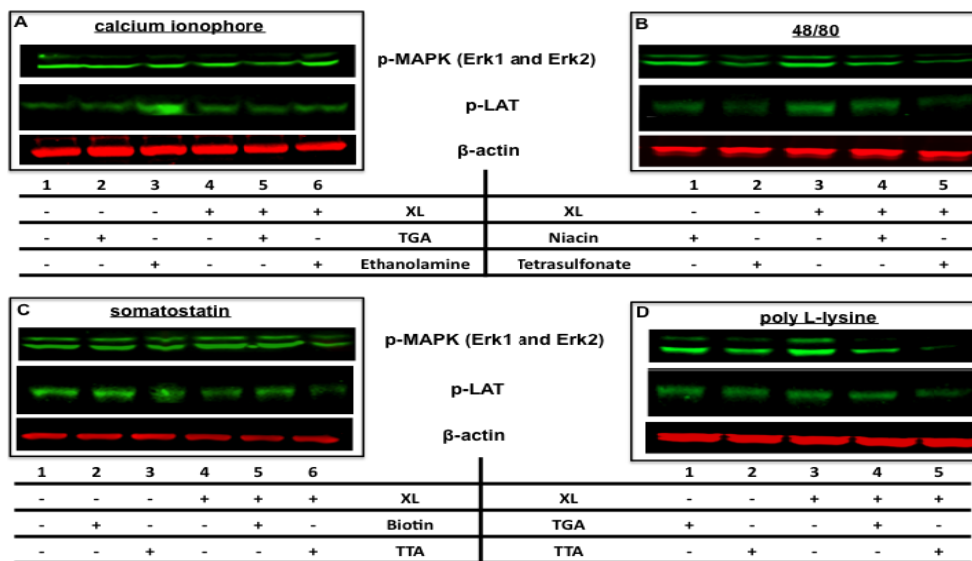 A
calcium ionophore
B
48/80
p-MAPK (Erk1 and Erk2)
p-LAT
β-actin
1 2 3 4 5 6 1 2 3 4 5
- - - + + + XL XL - - + + +
- + - - + - TGA Niacin + - - + -
- - + - - + Ethanolamine Tetrasulfonate - + - - +
C
somatostatin
D
poly L-lysine
p-MAPK (Erk1 and Erk2)
p-LAT
β-actin
1 2 3 4 5 6 1 2 3 4 5
- - - + + + XL XL - - + + +
- + - - + - Biotin TGA + - - + -
- - + - - + TTA TTA - + - - +